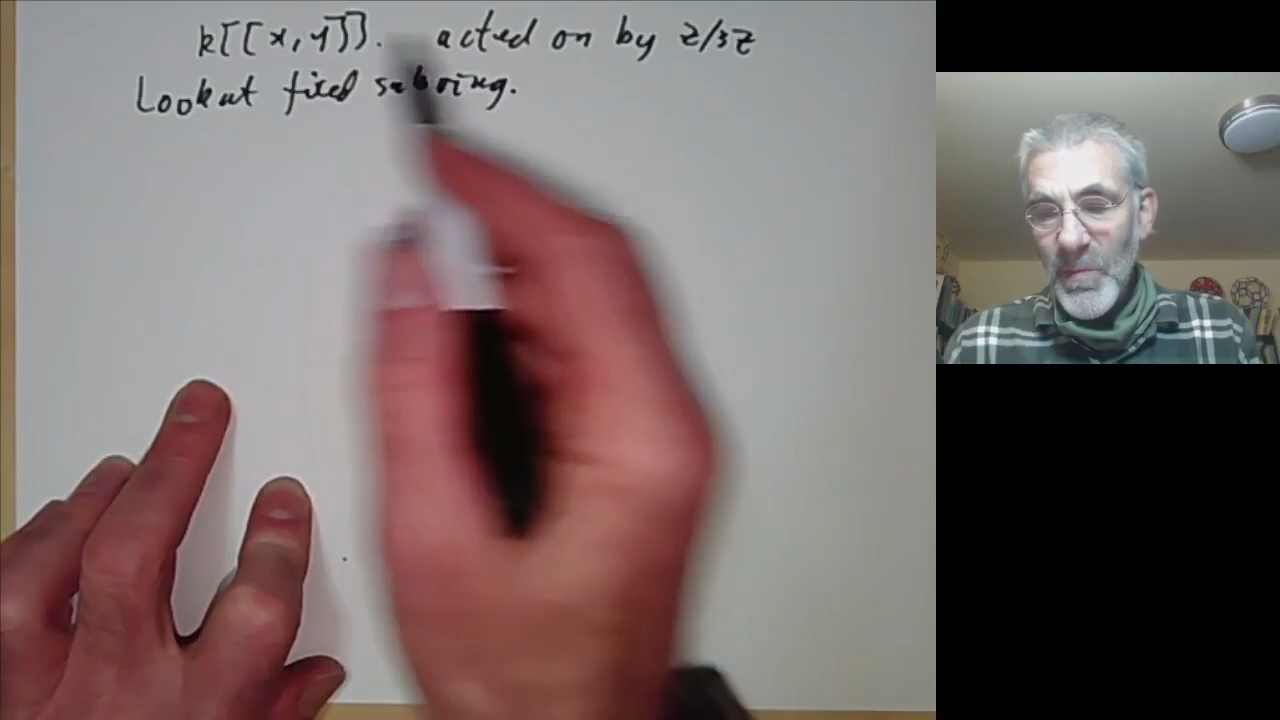 k[[x,y]]. acted on by Z/3Z
Look at fixed subring.